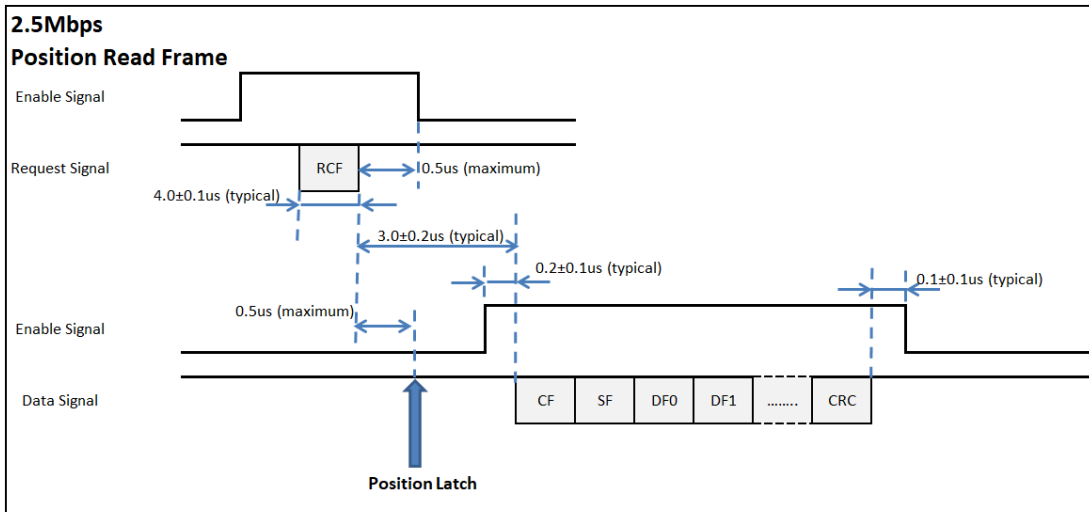 2.5Mbps
Position Read Frame
Enable Signal
Request Signal
RCF
0.5us (maximum)
4.0±0.1us (typical)
3.0±0.2us (typical)
0.2±0.1us (typical)
0.1±0.1us (typical)
0.5us (maximum)
Enable Signal
Data Signal
CF SF DF0 DF1 ........ CRC
Position Latch